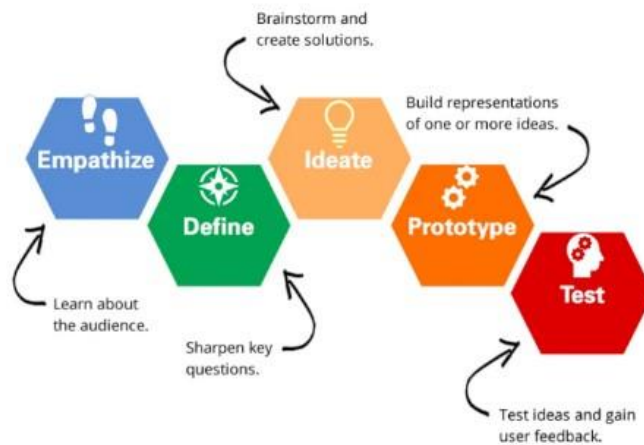 Brainstorm and
create solutions.
Build representations
of one or more ideas.
Empathize
Ideate
Define
Prototype
Test
Learn about
the audience.
Sharpen key
questions.
Test ideas and gain
user feedback.